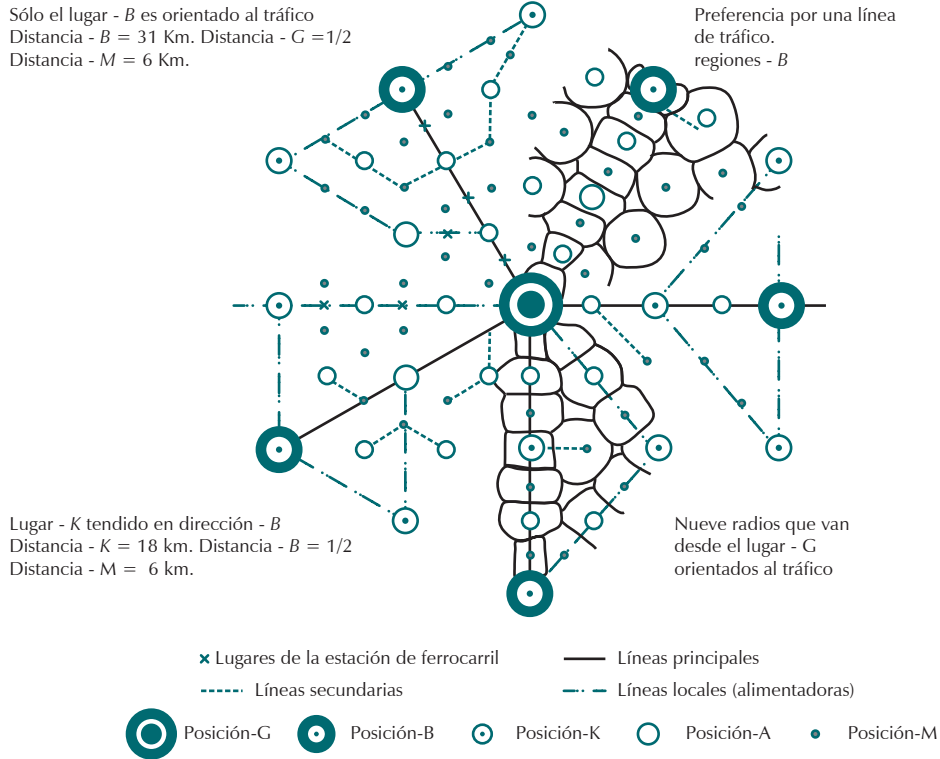 Sólo el lugar - B es orientado al tráfico
Distancia - B = 31 Km. Distancia - G =1/2
Distancia - M = 6 Km.
Preferencia por una línea
de tráfico.
regiones - B
Lugar - K tendido en dirección - B
Distancia - K = 18 km. Distancia - B = 1/2
Distancia - M = 6 km.
Nueve radios que van
desde el lugar - G
orientados al tráfico
Lugares de la estación de ferrocarril
Líneas principales
Líneas secundarias
Líneas locales (alimentadoras)
Posición-G
Posición-B
Posición-K
Posición-A
Posición-M